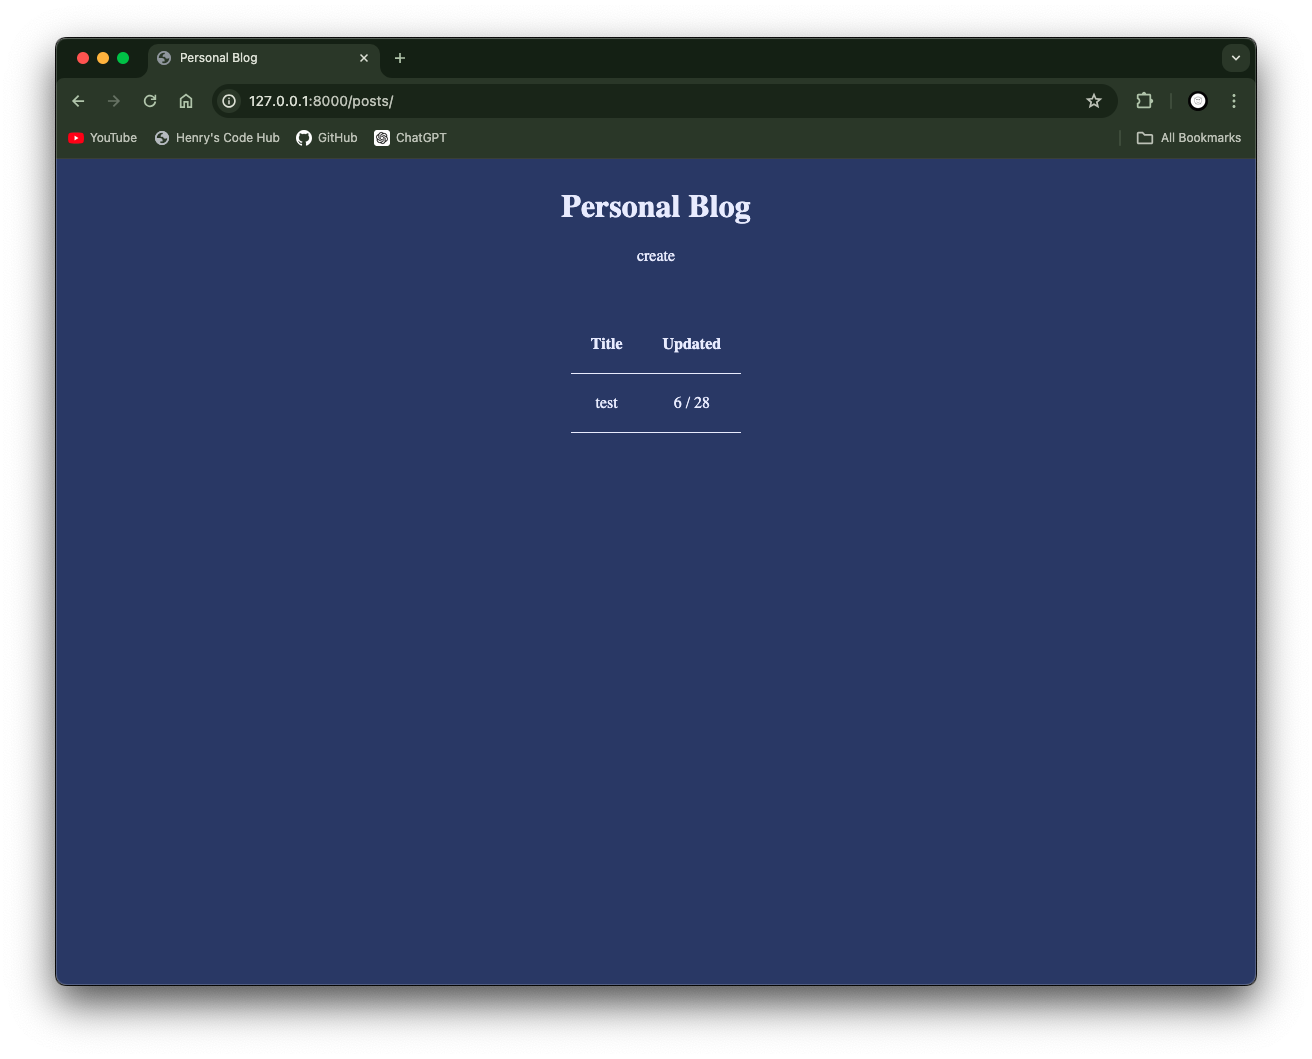 Personal Blog
127.0.0.1:8000/posts/
YouTube Henry's Code Hub GitHub ChatGPT All Bookmarks
Personal Blog
create
Title Updated
test 6 / 28